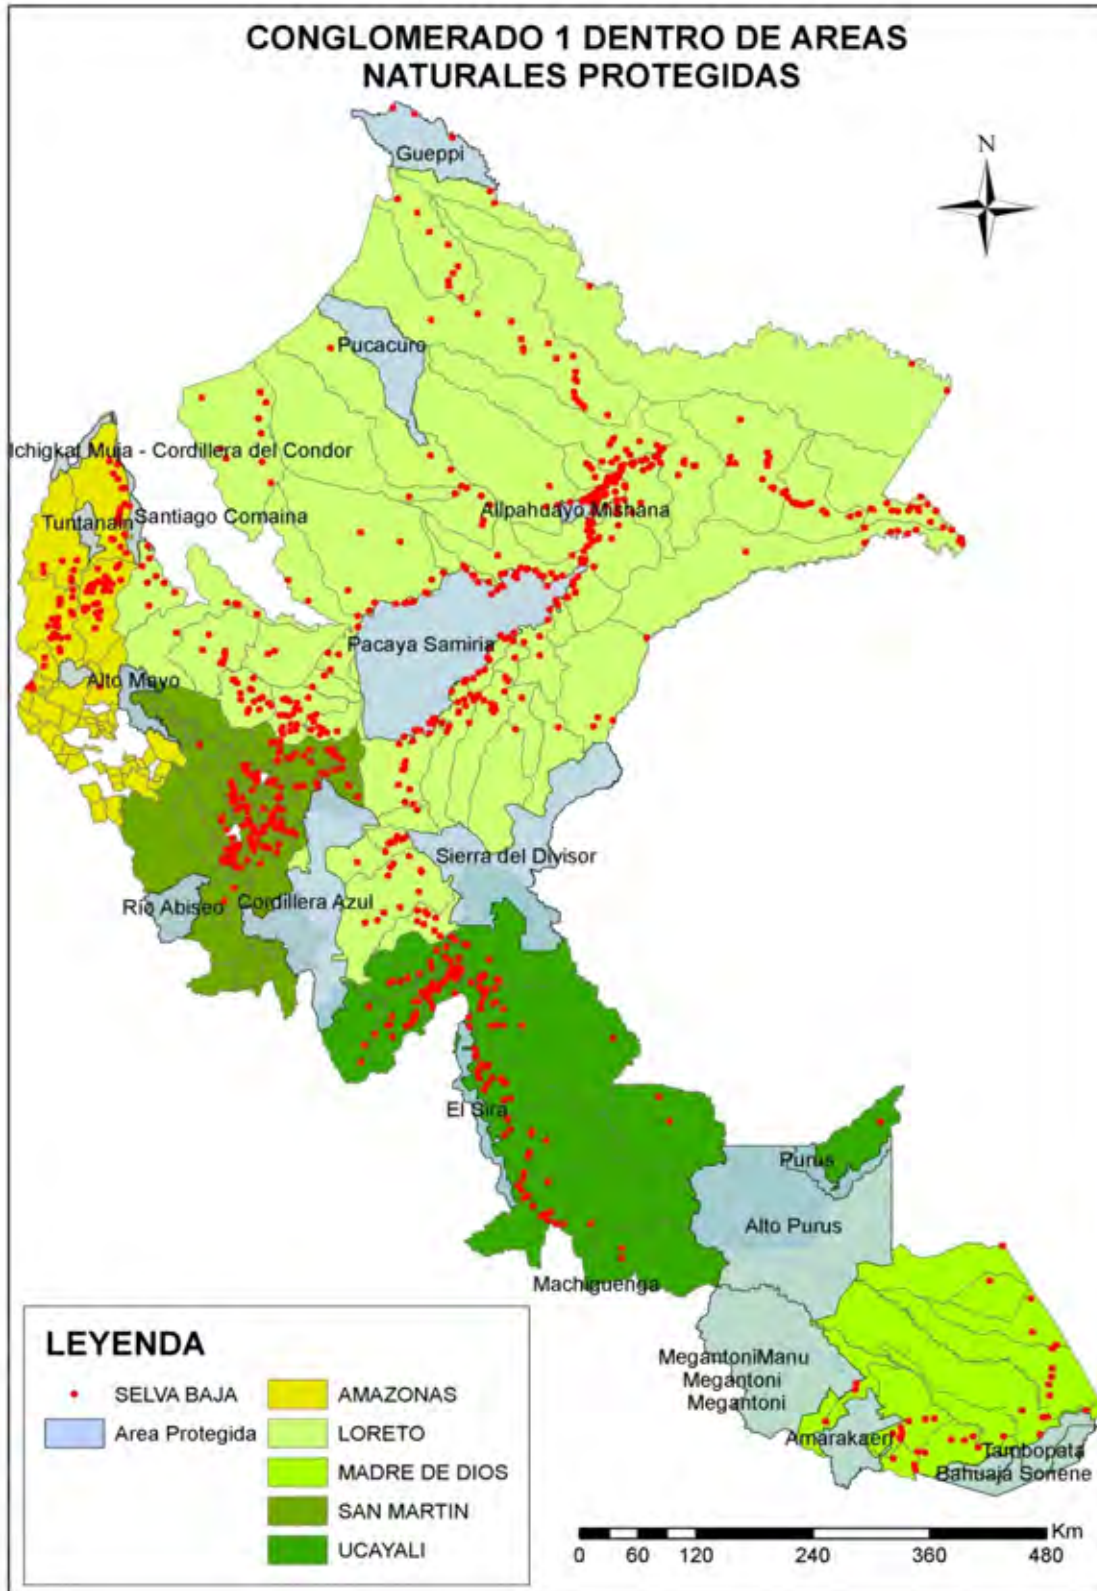 CONGLOMERADO 1 DENTRO DE AREAS
NATURALES PROTEGIDAS
N
Gueppi
Pucacuro
Ichigkat Muja - Cordillera del Condor
Allpahuayo Mishana
Tuntanain
Santiago Comaina
Pacaya Samiria
Alto Mayo
Sierra del Divisor
Río Abiseo
Cordillera Azul
El Sira
Purus
Alto Purus
Machiguenga
MegantoniManu
Megantoni
Megantoni
Amarakaeri
Tambopata
Bahuaja Sonene
LEYENDA
SELVA BAJA
Area Protegida
AMAZONAS
LORETO
MADRE DE DIOS
SAN MARTIN
UCAYALI
Km
0 60 120 240 360 480